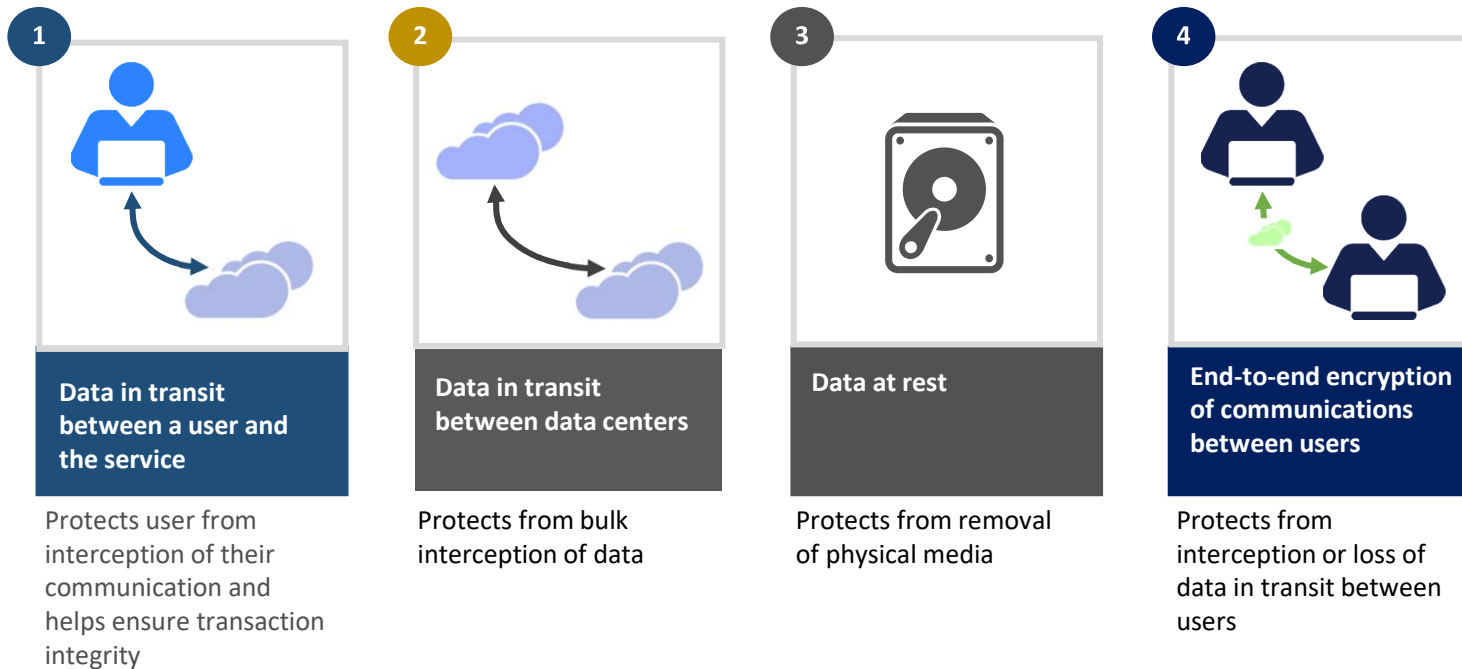 1
Data in transit
between a user and
the service
Protects user from
interception of their
communication and
helps ensure transaction
integrity
2
Data in transit
between data centers
Protects from bulk
interception of data
3
Data at rest
Protects from removal
of physical media
4
End-to-end encryption
of communications
between users
Protects from
interception or loss of
data in transit between
users